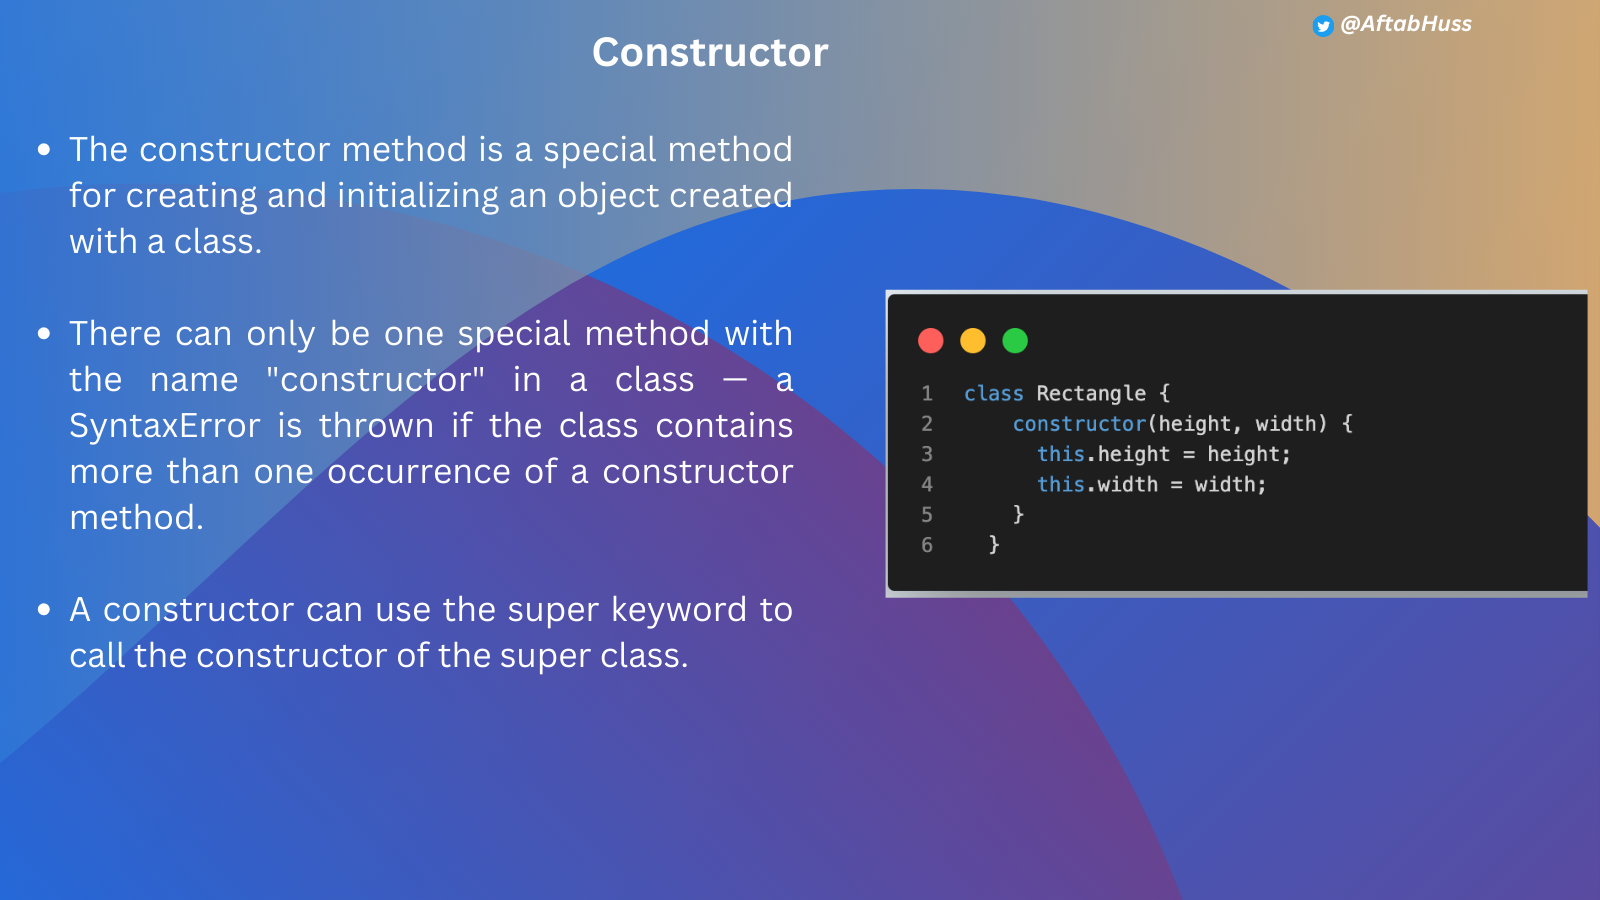 Constructor
@AftabHuss
• The constructor method is a special method
for creating and initializing an object created
with a class.
• There can only be one special method with
the name "constructor" in a class — a
SyntaxError is thrown if the class contains
more than one occurrence of a constructor
method.
• A constructor can use the super keyword to
call the constructor of the super class.
1 class Rectangle {
2     constructor(height, width) {
3       this.height = height;
4       this.width = width;
5     }
6   }